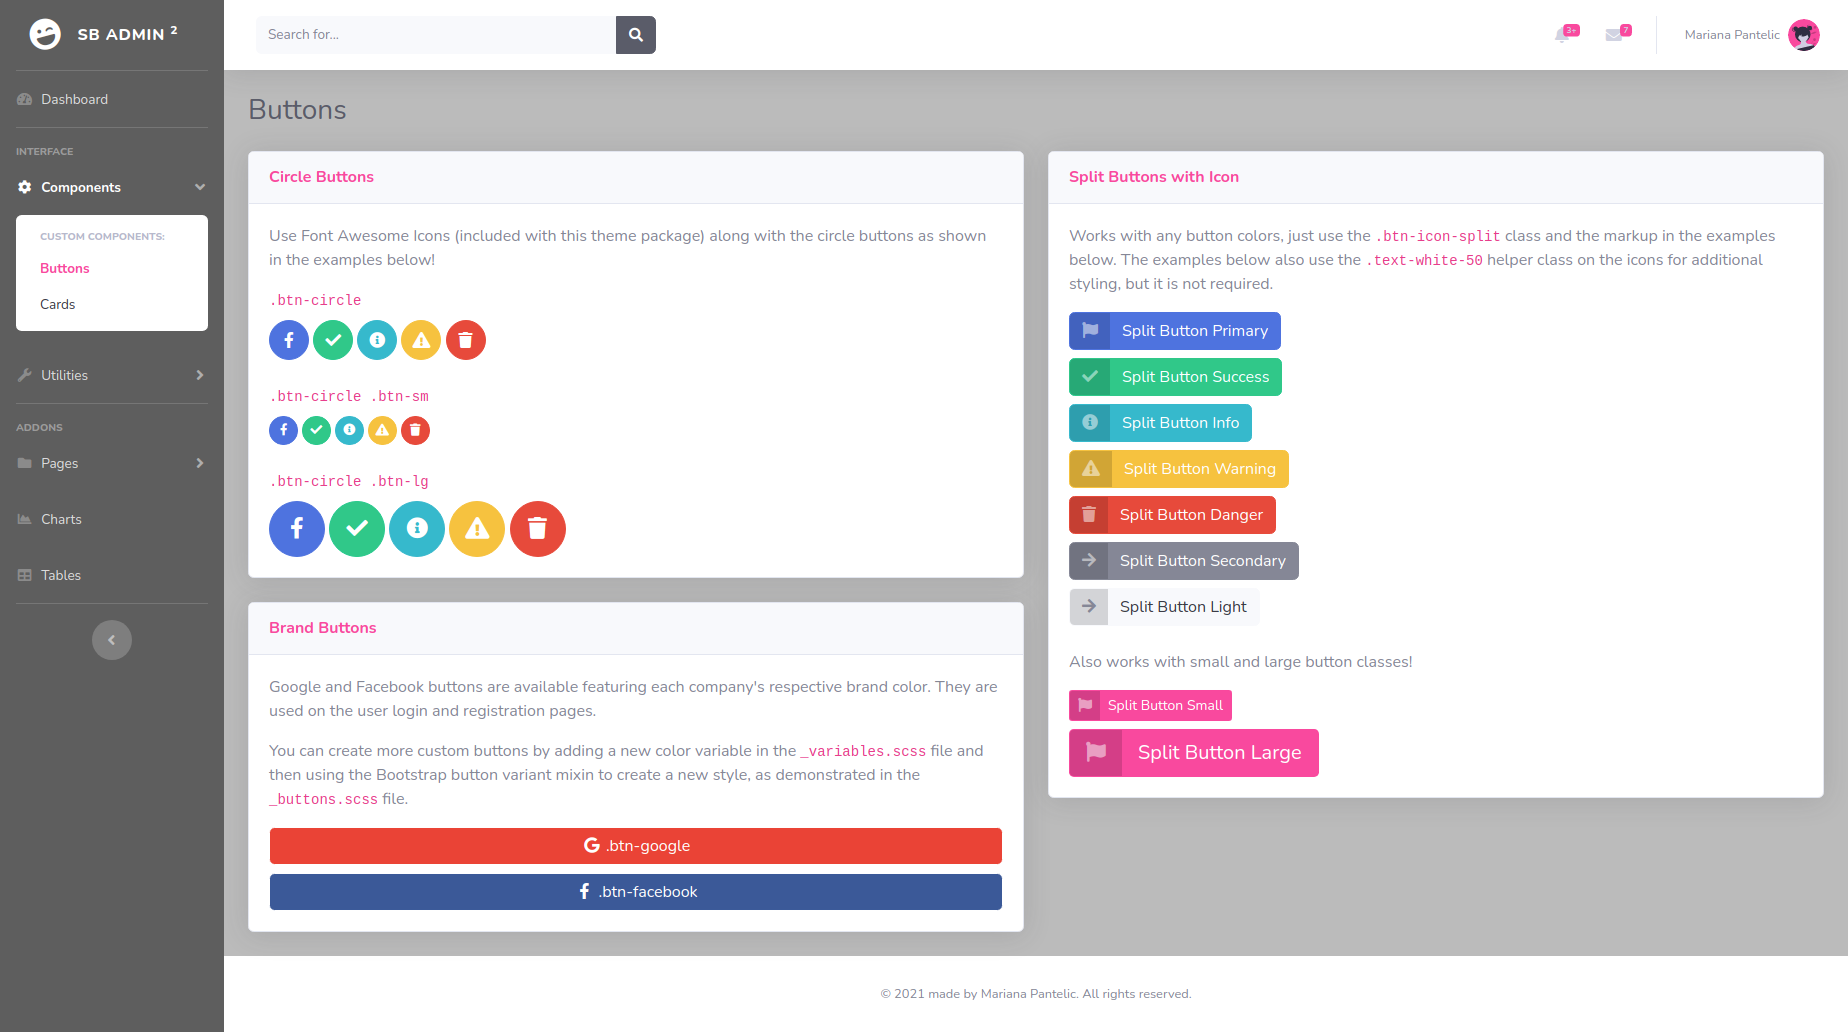 SB ADMIN 2
Dashboard
INTERFACE
Components
CUSTOM COMPONENTS:
Buttons
Cards
Utilities
ADDONS
Pages
Charts
Tables
Search for...
3+
7
Mariana Pantelic
Buttons
Circle Buttons
Use Font Awesome Icons (included with this theme package) along with the circle buttons as shown
in the examples below!
.btn-circle
.btn-circle .btn-sm
.btn-circle .btn-lg
Brand Buttons
Google and Facebook buttons are available featuring each company's respective brand color. They are
used on the user login and registration pages.
You can create more custom buttons by adding a new color variable in the _variables.scss file and
then using the Bootstrap button variant mixin to create a new style, as demonstrated in the
_buttons.scss file.
.btn-google
.btn-facebook
Split Buttons with Icon
Works with any button colors, just use the .btn-icon-split class and the markup in the examples
below. The examples below also use the .text-white-50 helper class on the icons for additional
styling, but it is not required.
Split Button Primary
Split Button Success
Split Button Info
Split Button Warning
Split Button Danger
Split Button Secondary
Split Button Light
Also works with small and large button classes!
Split Button Small
Split Button Large
© 2021 made by Mariana Pantelic. All rights reserved.